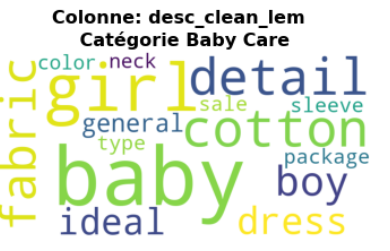 Colonne: desc_clean_lem
Catégorie Baby Care
color neck
girl detail
fabric
sale sleeve
general cotton
type
package
baby boy
ideal dress